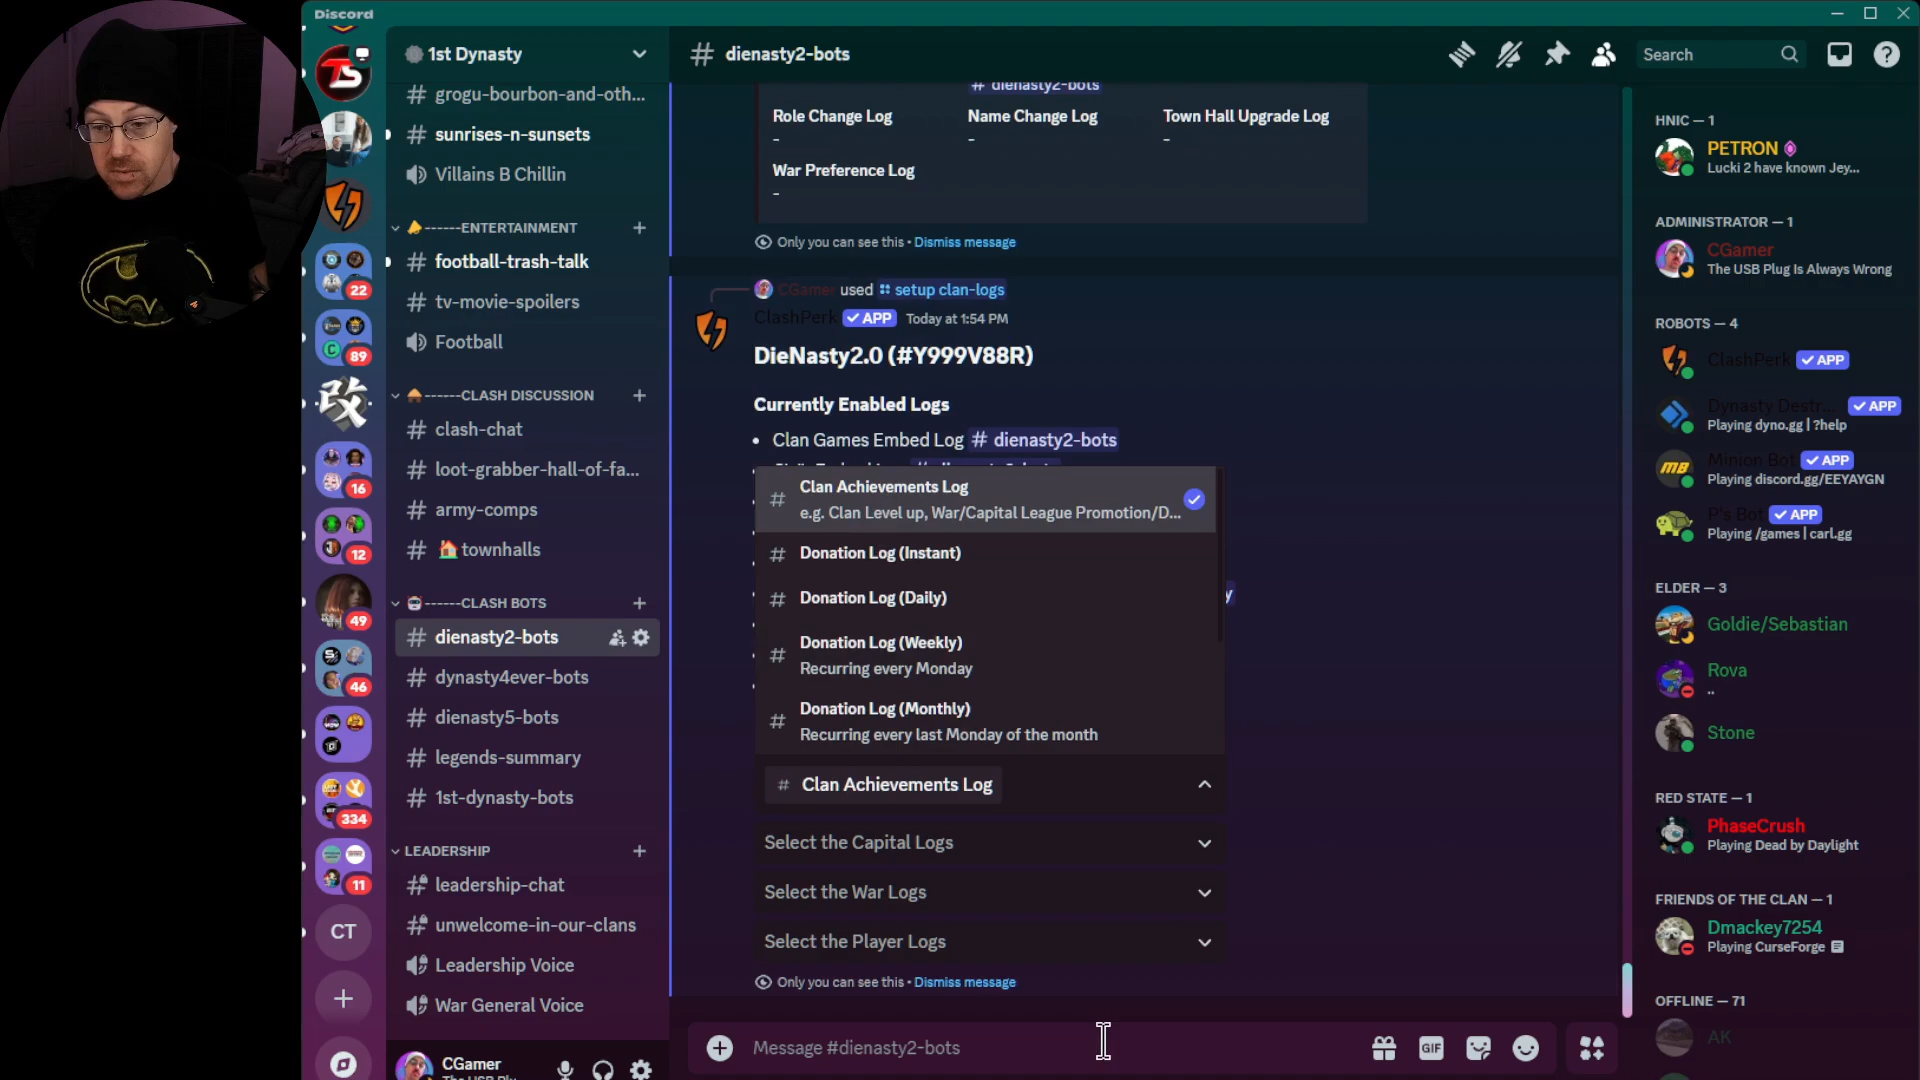 Discord
1st Dynasty
grogu-bourbon-and-oth...
sunrises-n-sunsets
Villains B Chillin
------ENTERTAINMENT
football-trash-talk
tv-movie-spoilers
Football
------CLASH DISCUSSION
clash-chat
loot-grabber-hall-of-fa...
army-comps
townhalls
------CLASH BOTS
dienasty2-bots
dynasty4ever-bots
dienasty5-bots
legends-summary
1st-dynasty-bots
LEADERSHIP
leadership-chat
unwelcome-in-our-clans
Leadership Voice
War General Voice
CGamer
TS
22
89
16
12
49
46
334
11
CT
# dienasty2-bots
Search
# dienasty2-bots
Role Change Log Name Change Log Town Hall Upgrade Log
- - -
War Preference Log
-
Only you can see this • Dismiss message
CGamer used setup clan-logs
ClashPerk ✓ APP Today at 1:54 PM
DieNasty2.0 (#Y999V88R)
Currently Enabled Logs
• Clan Games Embed Log # dienasty2-bots
# Clan Achievements Log
e.g. Clan Level up, War/Capital League Promotion/D...
# Donation Log (Instant)
# Donation Log (Daily)
# Donation Log (Weekly)
Recurring every Monday
# Donation Log (Monthly)
Recurring every last Monday of the month
# Clan Achievements Log
Select the Capital Logs
Select the War Logs
Select the Player Logs
Only you can see this • Dismiss message
Message #dienasty2-bots
GIF
HNIC — 1
PETRON
Lucki 2 have known Jey...
ADMINISTRATOR — 1
CGamer
The USB Plug Is Always Wrong
ROBOTS — 4
ClashPerk ✓ APP
Dynasty Destr... ✓ APP
Playing dyno.gg | ?help
Minion Bot ✓ APP
Playing discord.gg/EEYAYGN
P's Bot ✓ APP
Playing /games | carl.gg
ELDER — 3
Goldie/Sebastian
Rova
..
Stone
RED STATE — 1
PhaseCrush
Playing Dead by Daylight
FRIENDS OF THE CLAN — 1
Dmackey7254
Playing CurseForge
OFFLINE — 71
AK